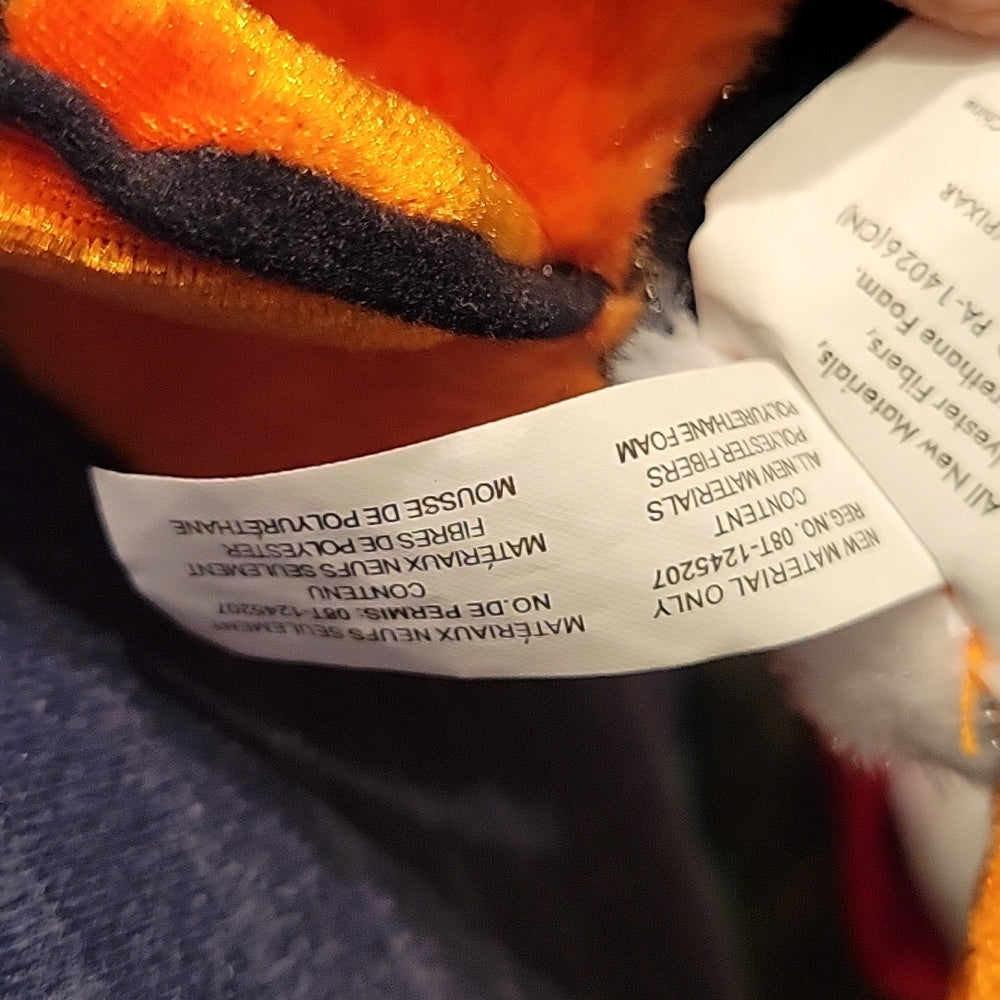 NEW MATERIAL ONLY
REG.NO. 08T-1245207
CONTENT
ALL NEW MATERIALS
POLYESTER FIBERS
POLYURETHANE FOAM
MATÉRIAUX NEUFS SEULEMENT
NO.DE PERMIS: 08T-1245207
CONTENU
MATÉRIAUX NEUFS SEULEMENT
FIBRES DE POLYESTER
MOUSSE DE POLYURÉTHANE
All New Materials,
Fibers,
Foam.
PA-14026(CN)
/PIXAR
China